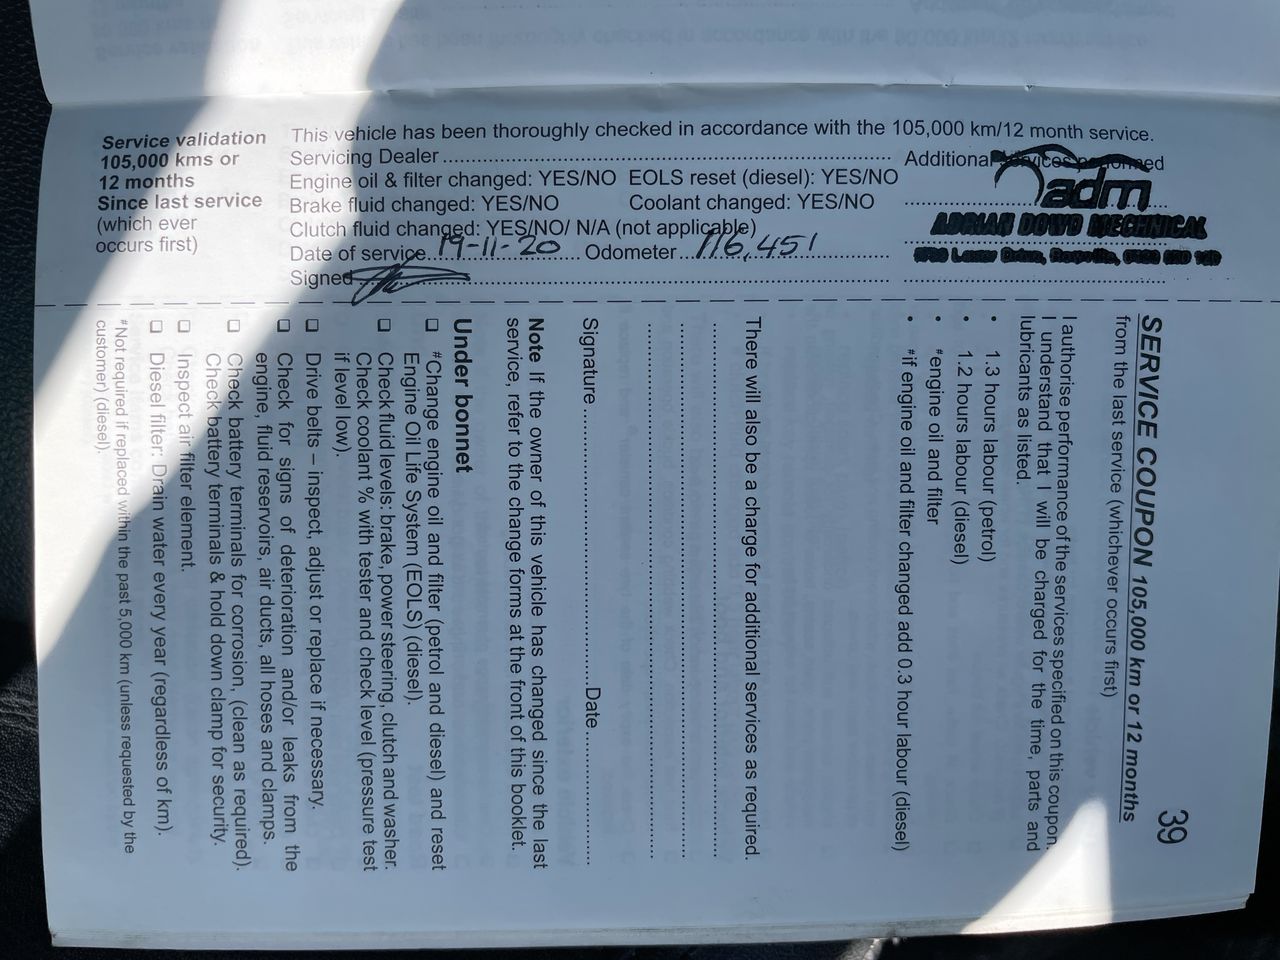 Service validation
105,000 kms or
12 months
Since last service
(which ever
occurs first)
This vehicle has been thoroughly checked in accordance with the 105,000 km/12 month service.
Servicing Dealer
Engine oil & filter changed: YES/NO EOLS reset (diesel): YES/NO
Brake fluid changed: YES/NO Coolant changed: YES/NO
Clutch fluid changed: YES/NO/ N/A (not applicable)
Date of service 19-11-20 Odometer 116,451
Signed
Additional services performed
adm
ADRIAN DOWD MECHNICAL
39
SERVICE COUPON 105,000 km or 12 months
from the last service (whichever occurs first)
I authorise performance of the services specified on this coupon.
I understand that I will be charged for the time, parts and
lubricants as listed.
• 1.3 hours labour (petrol)
• 1.2 hours labour (diesel)
• #engine oil and filter
• #if engine oil and filter changed add 0.3 hour labour (diesel)
There will also be a charge for additional services as required.
Signature Date
Note If the owner of this vehicle has changed since the last
service, refer to the change forms at the front of this booklet.
Under bonnet
❑ #Change engine oil and filter (petrol and diesel) and reset
Engine Oil Life System (EOLS) (diesel).
❑ Check fluid levels: brake, power steering, clutch and washer.
Check coolant % with tester and check level (pressure test
if level low).
❑ Drive belts – inspect, adjust or replace if necessary.
❑ Check for signs of deterioration and/or leaks from the
engine, fluid reservoirs, air ducts, all hoses and clamps.
❑ Check battery terminals for corrosion, (clean as required).
Check battery terminals & hold down clamp for security.
❑ Inspect air filter element.
❑ Diesel filter: Drain water every year (regardless of km).
#Not required if replaced within the past 5,000 km (unless requested by the
customer) (diesel).